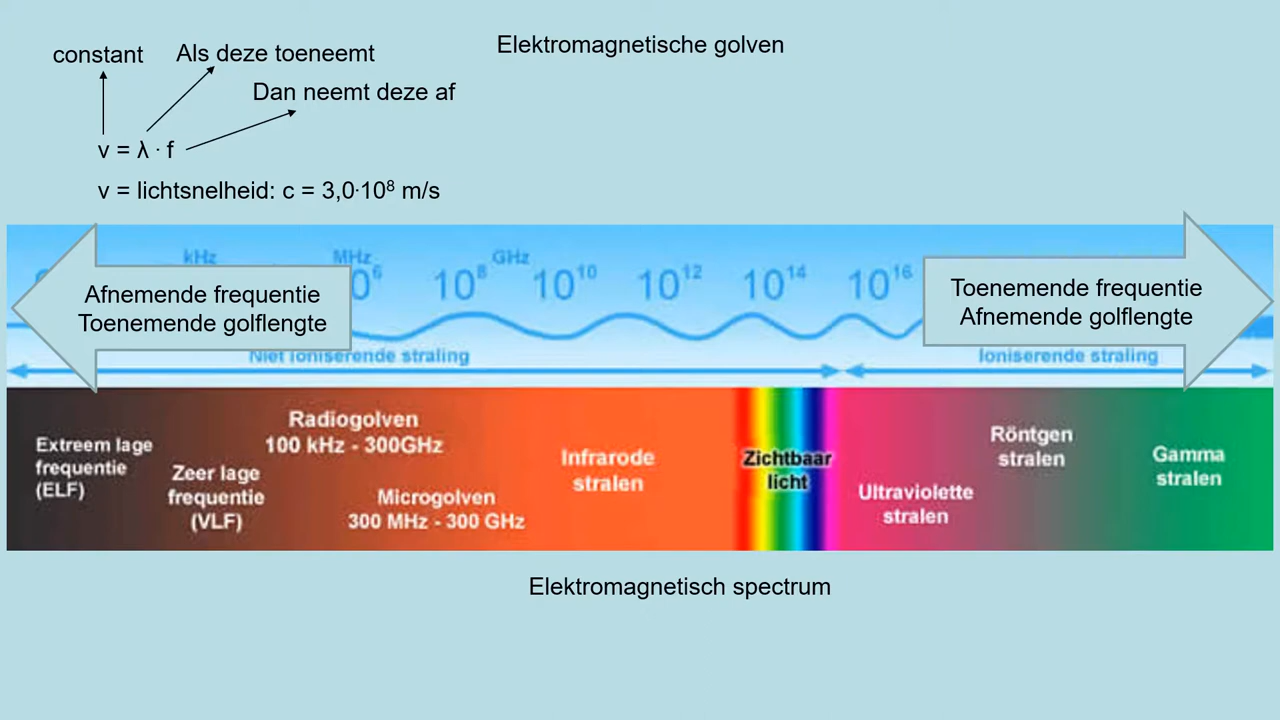 Elektromagnetische golven
constant
Als deze toeneemt
Dan neemt deze af
v = λ · f
v = lichtsnelheid: c = 3,0·10⁸ m/s
kHz
MHz
GHz
10⁸
10¹⁰
10¹²
10¹⁴
10¹⁶
Afnemende frequentie
Toenemende golflengte
Toenemende frequentie
Afnemende golflengte
Niet Ioniserende straling
Ioniserende straling
Extreem lage
frequentie
(ELF)
Zeer lage
frequentie
(VLF)
Radiogolven
100 kHz - 300GHz
Microgolven
300 MHz - 300 GHz
Infrarode
stralen
Zichtbaar
licht
Ultraviolette
stralen
Röntgen
stralen
Gamma
stralen
Elektromagnetisch spectrum